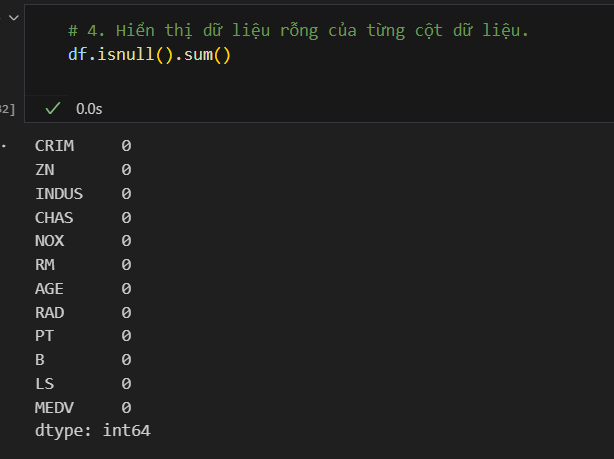 # 4. Hiển thị dữ liệu rỗng của từng cột dữ liệu.
df.isnull().sum()
32] 0.0s
CRIM 0
ZN 0
INDUS 0
CHAS 0
NOX 0
RM 0
AGE 0
RAD 0
PT 0
B 0
LS 0
MEDV 0
dtype: int64